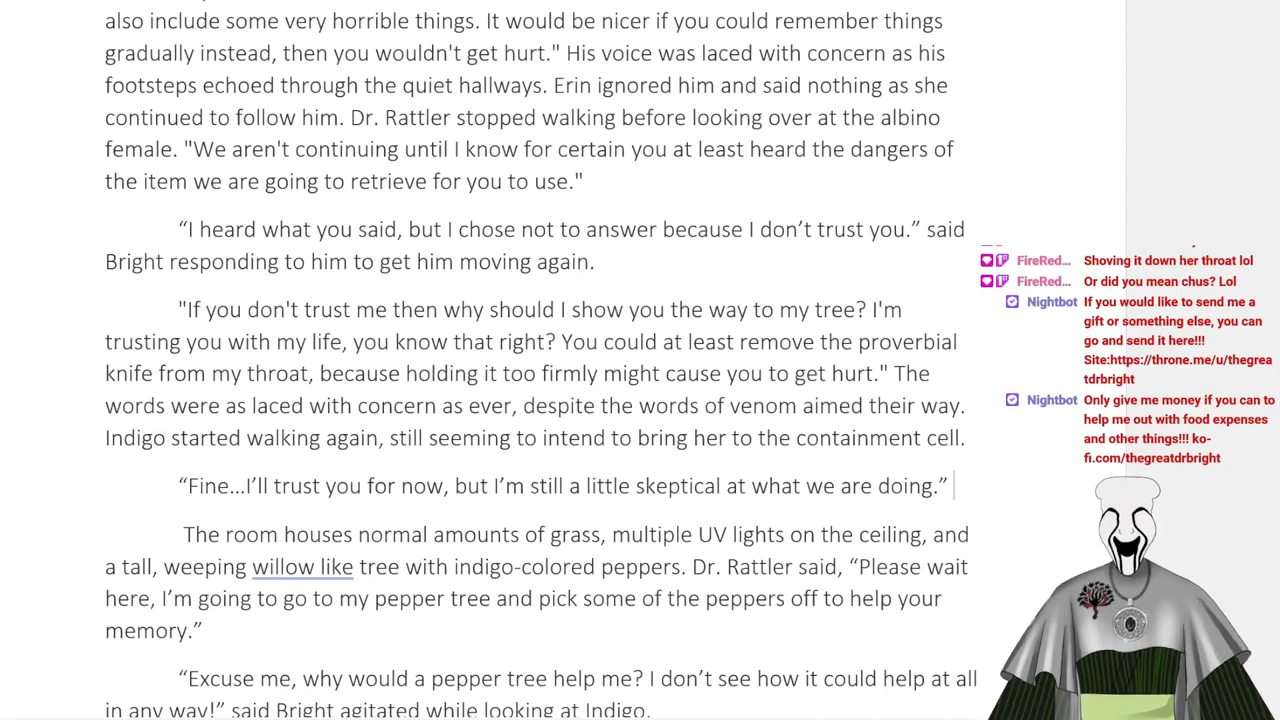 also include some very horrible things. It would be nicer if you could remember things
gradually instead, then you wouldn't get hurt." His voice was laced with concern as his
footsteps echoed through the quiet hallways. Erin ignored him and said nothing as she
continued to follow him. Dr. Rattler stopped walking before looking over at the albino
female. "We aren't continuing until I know for certain you at least heard the dangers of
the item we are going to retrieve for you to use."
“I heard what you said, but I chose not to answer because I don’t trust you.” said
Bright responding to him to get him moving again.
"If you don't trust me then why should I show you the way to my tree? I'm
trusting you with my life, you know that right? You could at least remove the proverbial
knife from my throat, because holding it too firmly might cause you to get hurt." The
words were as laced with concern as ever, despite the words of venom aimed their way.
Indigo started walking again, still seeming to intend to bring her to the containment cell.
“Fine…I’ll trust you for now, but I’m still a little skeptical at what we are doing.”
The room houses normal amounts of grass, multiple UV lights on the ceiling, and
a tall, weeping willow like tree with indigo-colored peppers. Dr. Rattler said, “Please wait
here, I’m going to go to my pepper tree and pick some of the peppers off to help your
memory.”
“Excuse me, why would a pepper tree help me? I don’t see how it could help at all
in any way!” said Bright agitated while looking at Indigo.
FireRed... Shoving it down her throat lol
FireRed... Or did you mean chus? Lol
Nightbot If you would like to send me a
gift or something else, you can
go and send it here!!!
Site:https://throne.me/u/thegrea
tdrbright
Nightbot Only give me money if you can to
help me out with food expenses
and other things!!! ko-
fi.com/thegreatdrbright